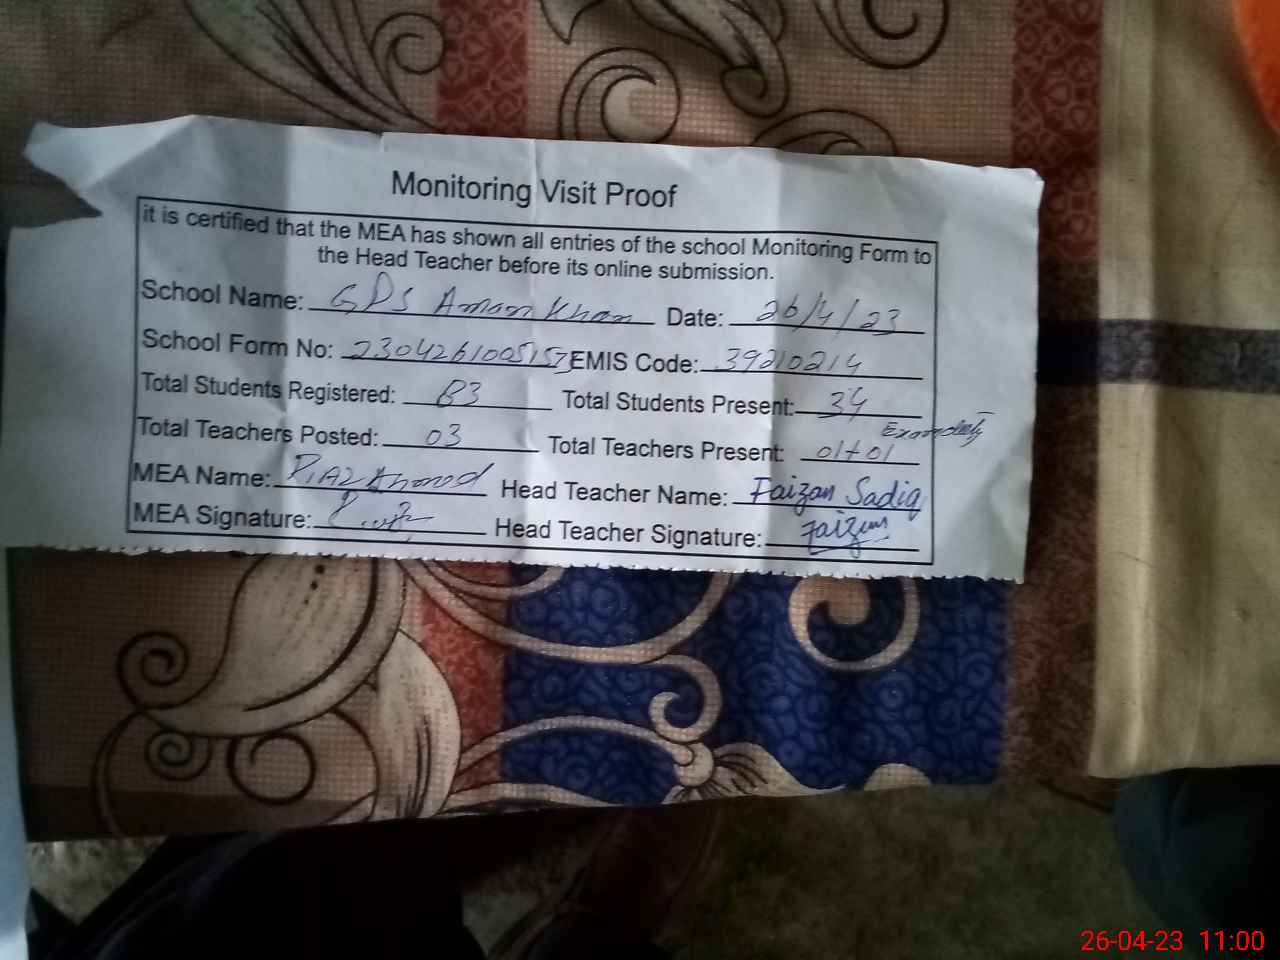 Monitoring Visit Proof
it is certified that the MEA has shown all entries of the school Monitoring Form to
the Head Teacher before its online submission.
School Name: GPS Aman Khan Date: 26/4/23
School Form No: 230426100515 EMIS Code: 39210214
Total Students Registered: 83 Total Students Present: 34
Total Teachers Posted: 03 Total Teachers Present: 01+01 Exam duty
MEA Name: Riaz Ahmed Head Teacher Name: Faizan Sadiq
MEA Signature: Head Teacher Signature: Faizan
26-04-23 11:00